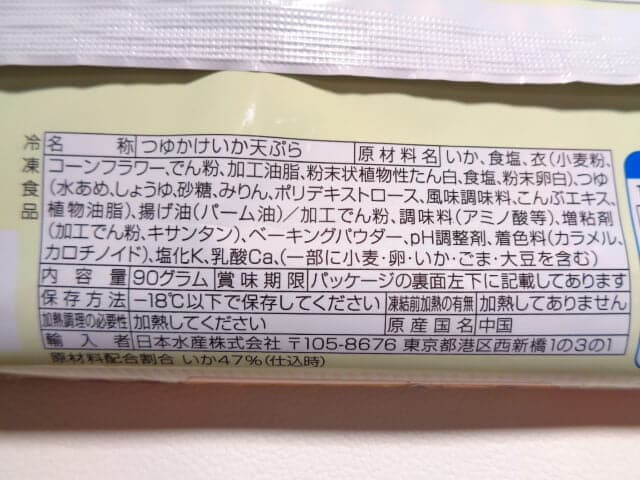 冷凍食品
名 称 つゆかけいか天ぷら 原材料名 いか、食塩、衣(小麦粉、
コーンフラワー、でん粉、加工油脂、粉末状植物性たん白、食塩、粉末卵白)、つゆ
(水あめ、しょうゆ、砂糖、みりん、ポリデキストロース、風味調味料、こんぶエキス、
植物油脂)、揚げ油(パーム油)/加工でん粉、調味料(アミノ酸等)、増粘剤
(加工でん粉、キサンタン)、ベーキングパウダー、pH調整剤、着色料(カラメル、
カロチノイド)、塩化K、乳酸Ca、(一部に小麦・卵・いか・ごま・大豆を含む)
内 容 量 90グラム 賞味期限 パッケージの裏面左下に記載してあります
保存方法 −18℃以下で保存してください 凍結前加熱の有無 加熱してありません
加熱調理の必要性 加熱してください 原産国名 中国
輸 入 者 日本水産株式会社 〒105-8676 東京都港区西新橋1の3の1
原材料配合割合 いか47%(仕込時)